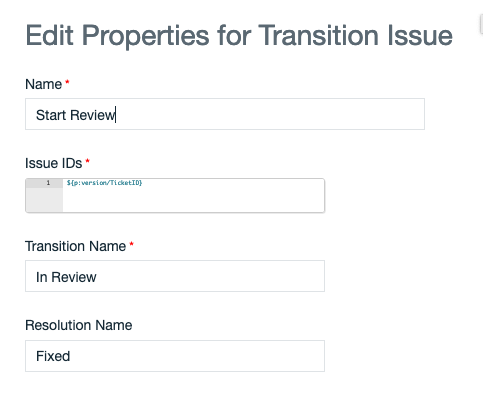 Edit Properties for Transition Issue
Name *
Start Review
Issue IDs *
1 ${p:version/TicketID}
Transition Name *
In Review
Resolution Name
Fixed